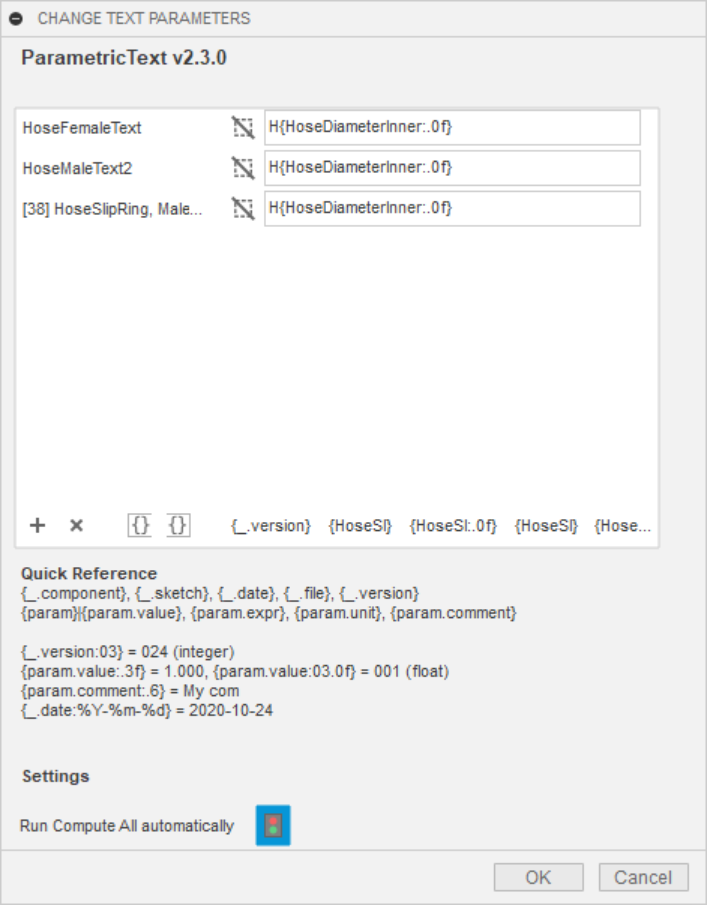 CHANGE TEXT PARAMETERS
ParametricText v2.3.0
HoseFemaleText H{HoseDiameterInner:.0f}
HoseMaleText2 H{HoseDiameterInner:.0f}
[38] HoseSlipRing, Male... H{HoseDiameterInner:.0f}
+ × {} {} {_.version} {HoseSl} {HoseSl:.0f} {HoseSl} {Hose...
Quick Reference
{_.component}, {_.sketch}, {_.date}, {_.file}, {_.version}
{param}|{param.value}, {param.expr}, {param.unit}, {param.comment}
{_.version:03} = 024 (integer)
{param.value:.3f} = 1.000, {param.value:03.0f} = 001 (float)
{param.comment:.6} = My com
{_.date:%Y-%m-%d} = 2020-10-24
Settings
Run Compute All automatically
OK Cancel